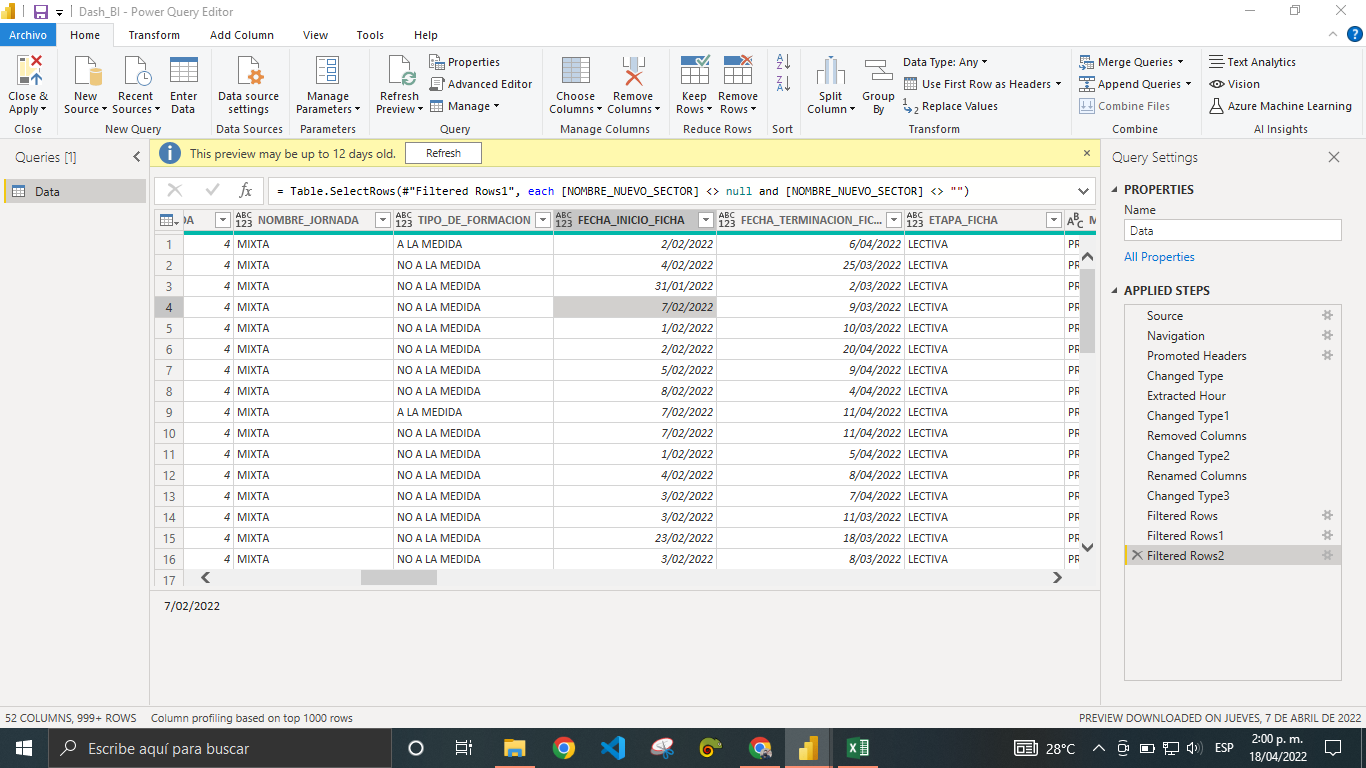 Dash_BI - Power Query Editor
Archivo Home Transform Add Column View Tools Help
Close & Apply
Close
New Source
Recent Sources
Enter Data
New Query
Data source settings
Data Sources
Manage Parameters
Parameters
Refresh Preview
Properties
Advanced Editor
Manage
Query
Choose Columns
Remove Columns
Manage Columns
Keep Rows
Remove Rows
Reduce Rows
Sort
Split Column
Group By
Data Type: Any
Use First Row as Headers
Replace Values
Transform
Merge Queries
Append Queries
Combine Files
Combine
Text Analytics
Vision
Azure Machine Learning
AI Insights
Queries [1]
Data
This preview may be up to 12 days old. Refresh
= Table.SelectRows(#"Filtered Rows1", each [NOMBRE_NUEVO_SECTOR] <> null and [NOMBRE_NUEVO_SECTOR] <> "")
DA ABC 123 NOMBRE_JORNADA ABC 123 TIPO_DE_FORMACION ABC 123 FECHA_INICIO_FICHA ABC 123 FECHA_TERMINACION_FIC... ABC 123 ETAPA_FICHA ABC M
1 4 MIXTA A LA MEDIDA 2/02/2022 6/04/2022 LECTIVA PR
2 4 MIXTA NO A LA MEDIDA 4/02/2022 25/03/2022 LECTIVA PR
3 4 MIXTA NO A LA MEDIDA 31/01/2022 2/03/2022 LECTIVA PR
4 4 MIXTA NO A LA MEDIDA 7/02/2022 9/03/2022 LECTIVA PR
5 4 MIXTA NO A LA MEDIDA 1/02/2022 10/03/2022 LECTIVA PR
6 4 MIXTA NO A LA MEDIDA 2/02/2022 20/04/2022 LECTIVA PR
7 4 MIXTA NO A LA MEDIDA 5/02/2022 9/04/2022 LECTIVA PR
8 4 MIXTA NO A LA MEDIDA 8/02/2022 4/04/2022 LECTIVA PR
9 4 MIXTA A LA MEDIDA 7/02/2022 11/04/2022 LECTIVA PR
10 4 MIXTA NO A LA MEDIDA 7/02/2022 11/04/2022 LECTIVA PR
11 4 MIXTA NO A LA MEDIDA 1/02/2022 5/04/2022 LECTIVA PR
12 4 MIXTA NO A LA MEDIDA 4/02/2022 8/04/2022 LECTIVA PR
13 4 MIXTA NO A LA MEDIDA 3/02/2022 7/04/2022 LECTIVA PR
14 4 MIXTA NO A LA MEDIDA 3/02/2022 11/03/2022 LECTIVA PR
15 4 MIXTA NO A LA MEDIDA 23/02/2022 18/03/2022 LECTIVA PR
16 4 MIXTA NO A LA MEDIDA 3/02/2022 8/03/2022 LECTIVA PR
17
7/02/2022
Query Settings
PROPERTIES
Name
Data
All Properties
APPLIED STEPS
Source
Navigation
Promoted Headers
Changed Type
Extracted Hour
Changed Type1
Removed Columns
Changed Type2
Renamed Columns
Changed Type3
Filtered Rows
Filtered Rows1
Filtered Rows2
52 COLUMNS, 999+ ROWS Column profiling based on top 1000 rows PREVIEW DOWNLOADED ON JUEVES, 7 DE ABRIL DE 2022
Escribe aquí para buscar
28°C ESP 2:00 p. m.
18/04/2022